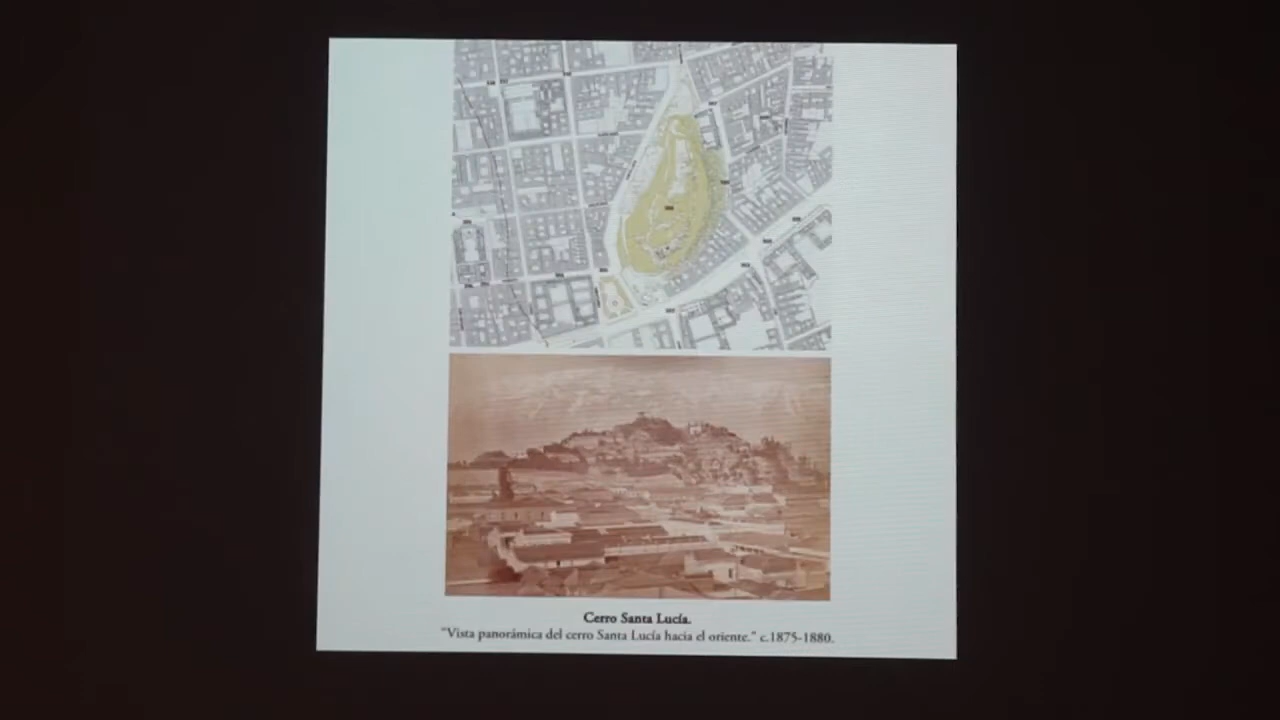 Cerro Santa Lucía.
"Vista panorámica del cerro Santa Lucía hacia el oriente." c.1875-1880.